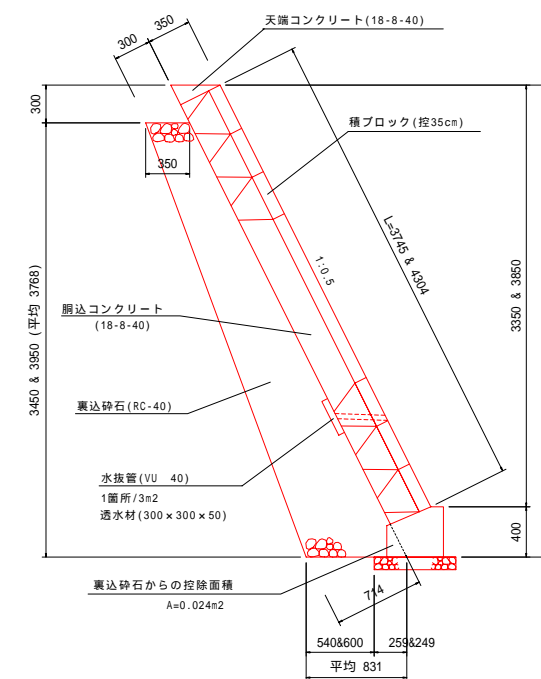 天端コンクリート(18-8-40)
350
300
300
積ブロック(控35cm)
350
L=3745 & 4304
1:0.5
3350 & 3850
胴込コンクリート
(18-8-40)
3450 & 3950 (平均 3768)
裏込砕石(RC-40)
水抜管(VU 40)
1箇所/3m2
透水材(300×300×50)
400
裏込砕石からの控除面積
A=0.024m2
714
540&600
259&249
平均 831